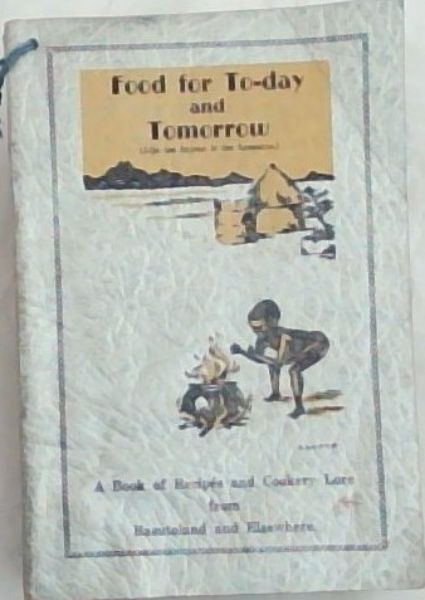 Food for To-day
and
Tomorrow
A Book of Recipes and Cookery Lore
from
Basutoland and Elsewhere.